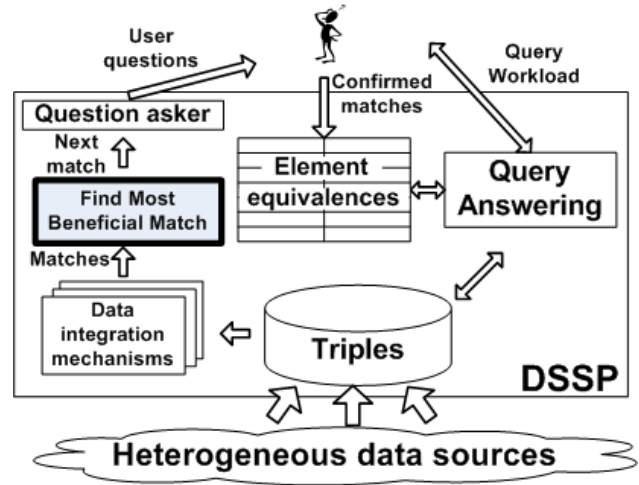 User
questions
Query
Workload
Confirmed
matches
Question asker
Next
match
Element
equivalences
Query
Answering
Find Most
Beneficial Match
Matches
Data
integration
mechanisms
Triples
DSSP
Heterogeneous data sources